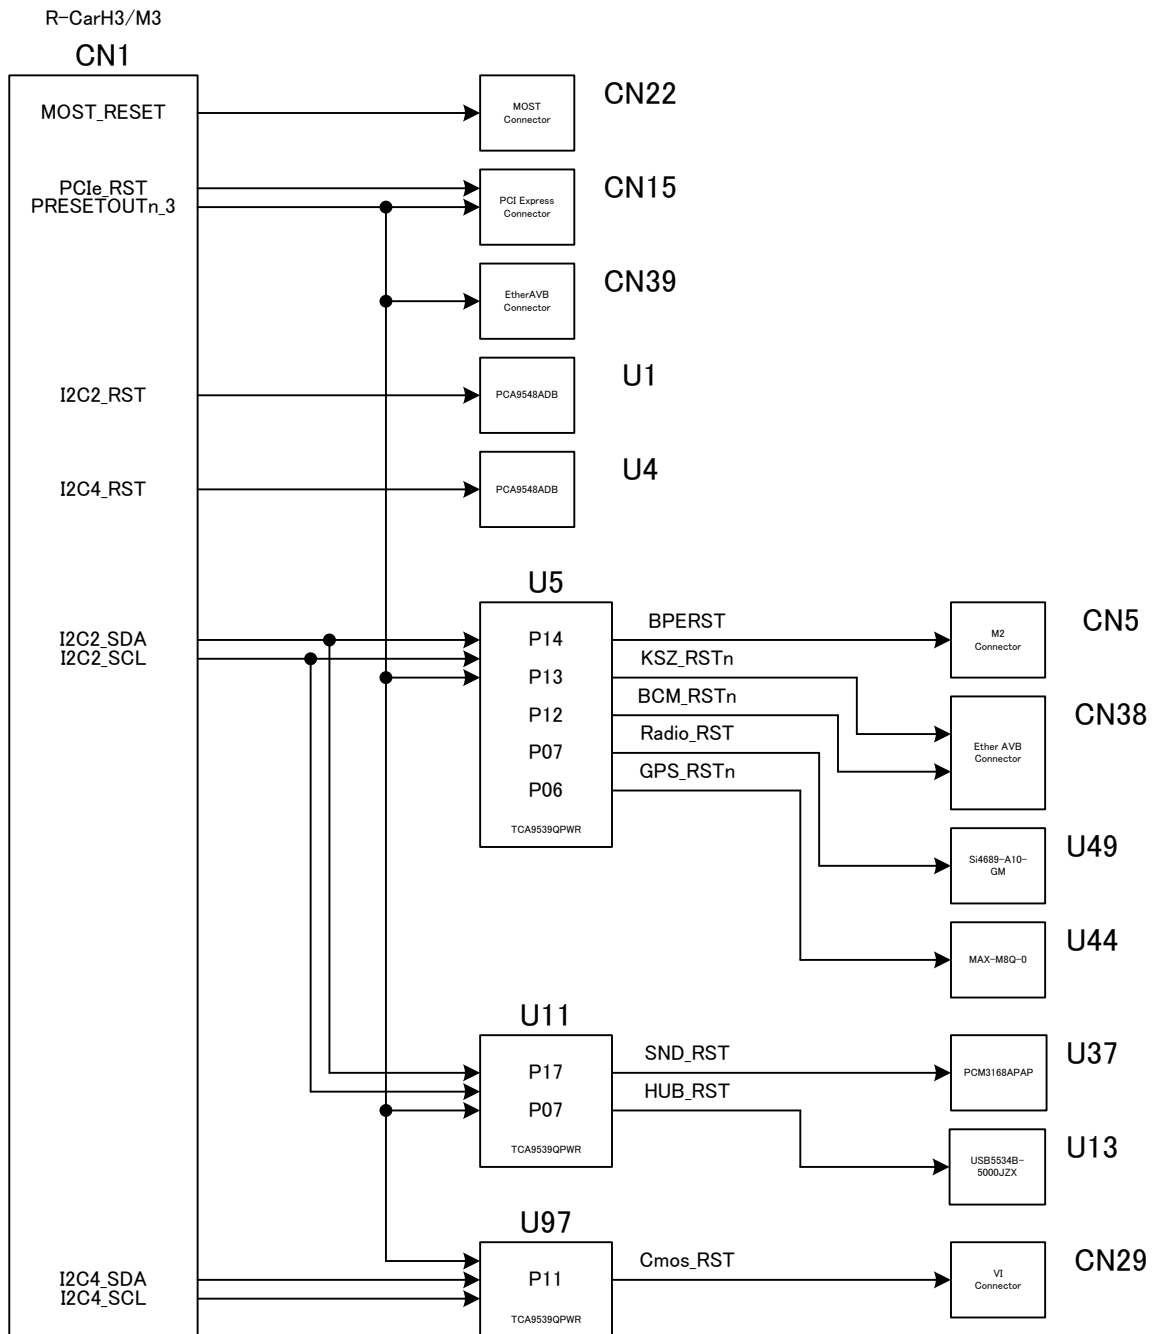 R-CarH3/M3
CN1
MOST_RESET
MOST
Connector
CN22
PCIe_RST
PRESETOUTn_3
PCI Express
Connector
CN15
EtherAVB
Connector
CN39
I2C2_RST
PCA9548ADB
U1
I2C4_RST
PCA9548ADB
U4
U5
I2C2_SDA
I2C2_SCL
P14
P13
P12
P07
P06
TCA9539QPWR
BPERST
KSZ_RSTn
BCM_RSTn
Radio_RST
GPS_RSTn
M2
Connector
CN5
Ether AVB
Connector
CN38
Si4689-A10-
GM
U49
MAX-M8Q-0
U44
U11
P17
P07
TCA9539QPWR
SND_RST
HUB_RST
PCM3168APAP
U37
USB5534B-
5000JZX
U13
U97
I2C4_SDA
I2C4_SCL
P11
TCA9539QPWR
Cmos_RST
VI
Connector
CN29